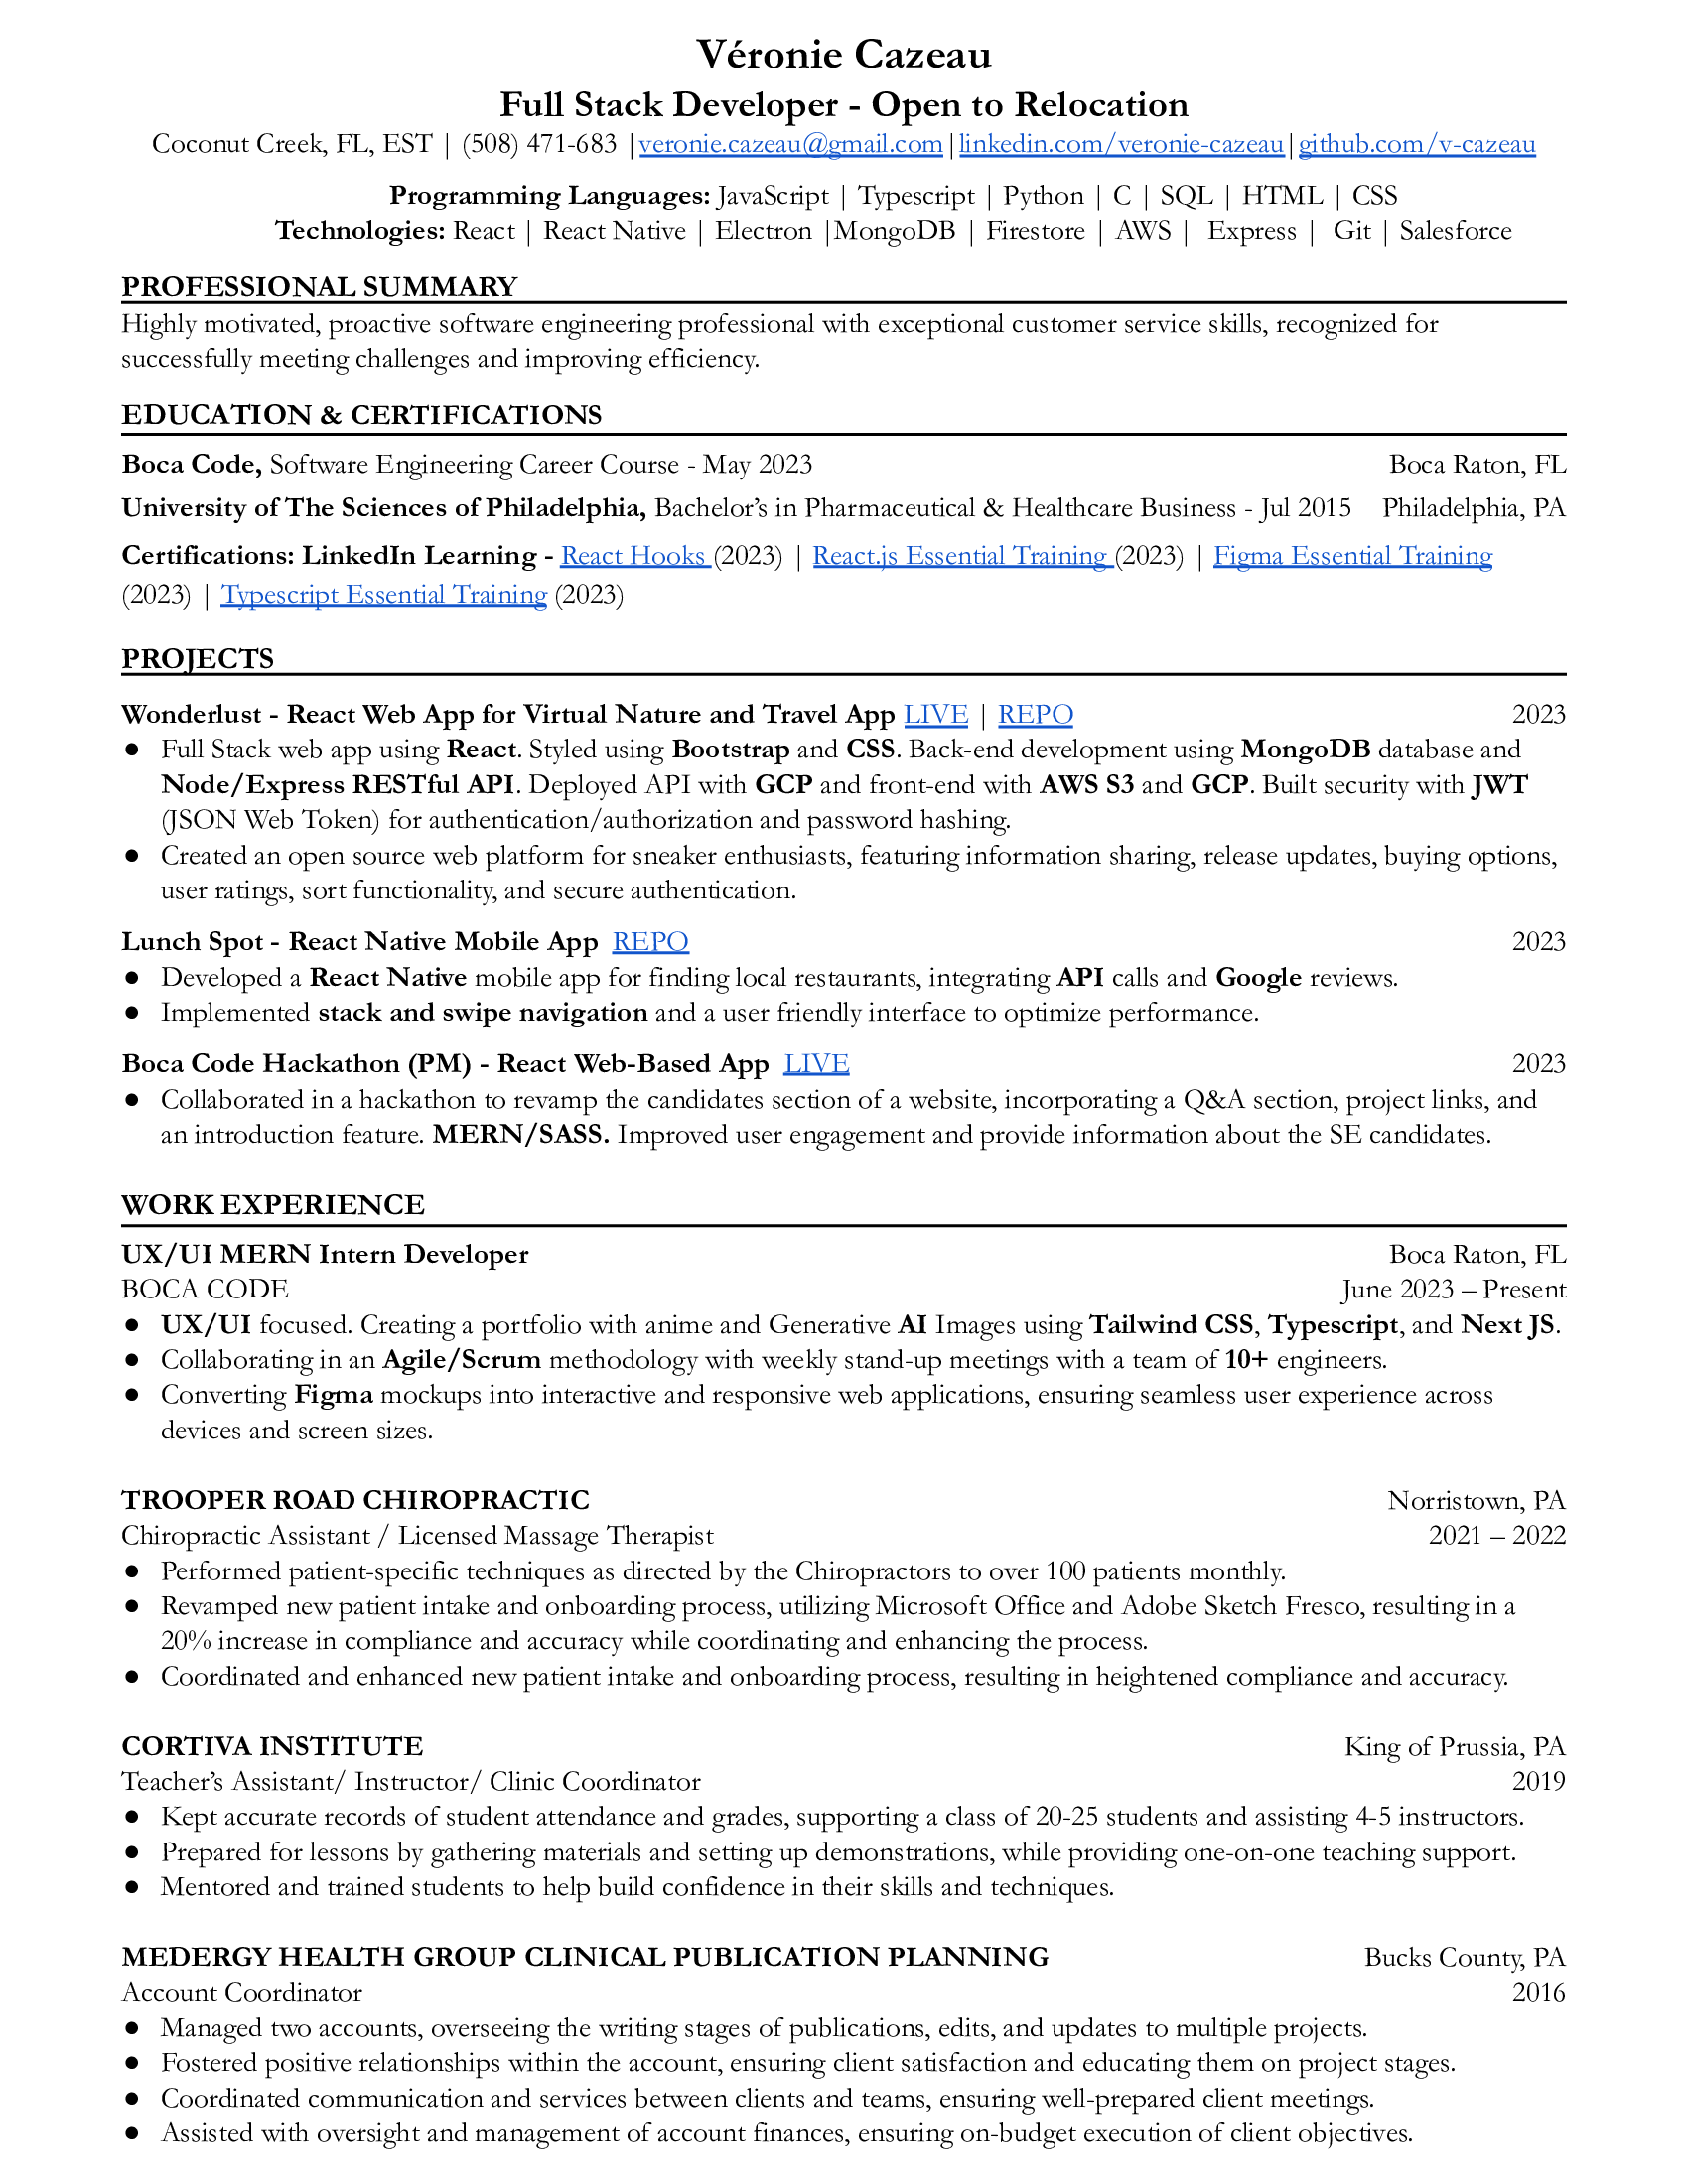 Véronie Cazeau
Full Stack Developer - Open to Relocation
Coconut Creek, FL, EST | (508) 471-683 |veronie.cazeau@gmail.com|linkedin.com/veronie-cazeau|github.com/v-cazeau
Programming Languages: JavaScript | Typescript | Python | C | SQL | HTML | CSS
Technologies: React | React Native | Electron |MongoDB | Firestore | AWS | Express | Git | Salesforce
PROFESSIONAL SUMMARY
Highly motivated, proactive software engineering professional with exceptional customer service skills, recognized for
successfully meeting challenges and improving efficiency.
EDUCATION & CERTIFICATIONS
Boca Code, Software Engineering Career Course - May 2023 Boca Raton, FL
University of The Sciences of Philadelphia, Bachelor’s in Pharmaceutical & Healthcare Business - Jul 2015 Philadelphia, PA
Certifications: LinkedIn Learning - React Hooks (2023) | React.js Essential Training (2023) | Figma Essential Training
(2023) | Typescript Essential Training (2023)
PROJECTS
Wonderlust - React Web App for Virtual Nature and Travel App LIVE | REPO 2023
● Full Stack web app using React. Styled using Bootstrap and CSS. Back-end development using MongoDB database and
Node/Express RESTful API. Deployed API with GCP and front-end with AWS S3 and GCP. Built security with JWT
(JSON Web Token) for authentication/authorization and password hashing.
● Created an open source web platform for sneaker enthusiasts, featuring information sharing, release updates, buying options,
user ratings, sort functionality, and secure authentication.
Lunch Spot - React Native Mobile App REPO 2023
● Developed a React Native mobile app for finding local restaurants, integrating API calls and Google reviews.
● Implemented stack and swipe navigation and a user friendly interface to optimize performance.
Boca Code Hackathon (PM) - React Web-Based App LIVE 2023
● Collaborated in a hackathon to revamp the candidates section of a website, incorporating a Q&A section, project links, and
an introduction feature. MERN/SASS. Improved user engagement and provide information about the SE candidates.
WORK EXPERIENCE
UX/UI MERN Intern Developer Boca Raton, FL
BOCA CODE June 2023 – Present
● UX/UI focused. Creating a portfolio with anime and Generative AI Images using Tailwind CSS, Typescript, and Next JS.
● Collaborating in an Agile/Scrum methodology with weekly stand-up meetings with a team of 10+ engineers.
● Converting Figma mockups into interactive and responsive web applications, ensuring seamless user experience across
devices and screen sizes.
TROOPER ROAD CHIROPRACTIC Norristown, PA
Chiropractic Assistant / Licensed Massage Therapist 2021 – 2022
● Performed patient-specific techniques as directed by the Chiropractors to over 100 patients monthly.
● Revamped new patient intake and onboarding process, utilizing Microsoft Office and Adobe Sketch Fresco, resulting in a
20% increase in compliance and accuracy while coordinating and enhancing the process.
● Coordinated and enhanced new patient intake and onboarding process, resulting in heightened compliance and accuracy.
CORTIVA INSTITUTE King of Prussia, PA
Teacher’s Assistant/ Instructor/ Clinic Coordinator 2019
● Kept accurate records of student attendance and grades, supporting a class of 20-25 students and assisting 4-5 instructors.
● Prepared for lessons by gathering materials and setting up demonstrations, while providing one-on-one teaching support.
● Mentored and trained students to help build confidence in their skills and techniques.
MEDERGY HEALTH GROUP CLINICAL PUBLICATION PLANNING Bucks County, PA
Account Coordinator 2016
● Managed two accounts, overseeing the writing stages of publications, edits, and updates to multiple projects.
● Fostered positive relationships within the account, ensuring client satisfaction and educating them on project stages.
● Coordinated communication and services between clients and teams, ensuring well-prepared client meetings.
● Assisted with oversight and management of account finances, ensuring on-budget execution of client objectives.